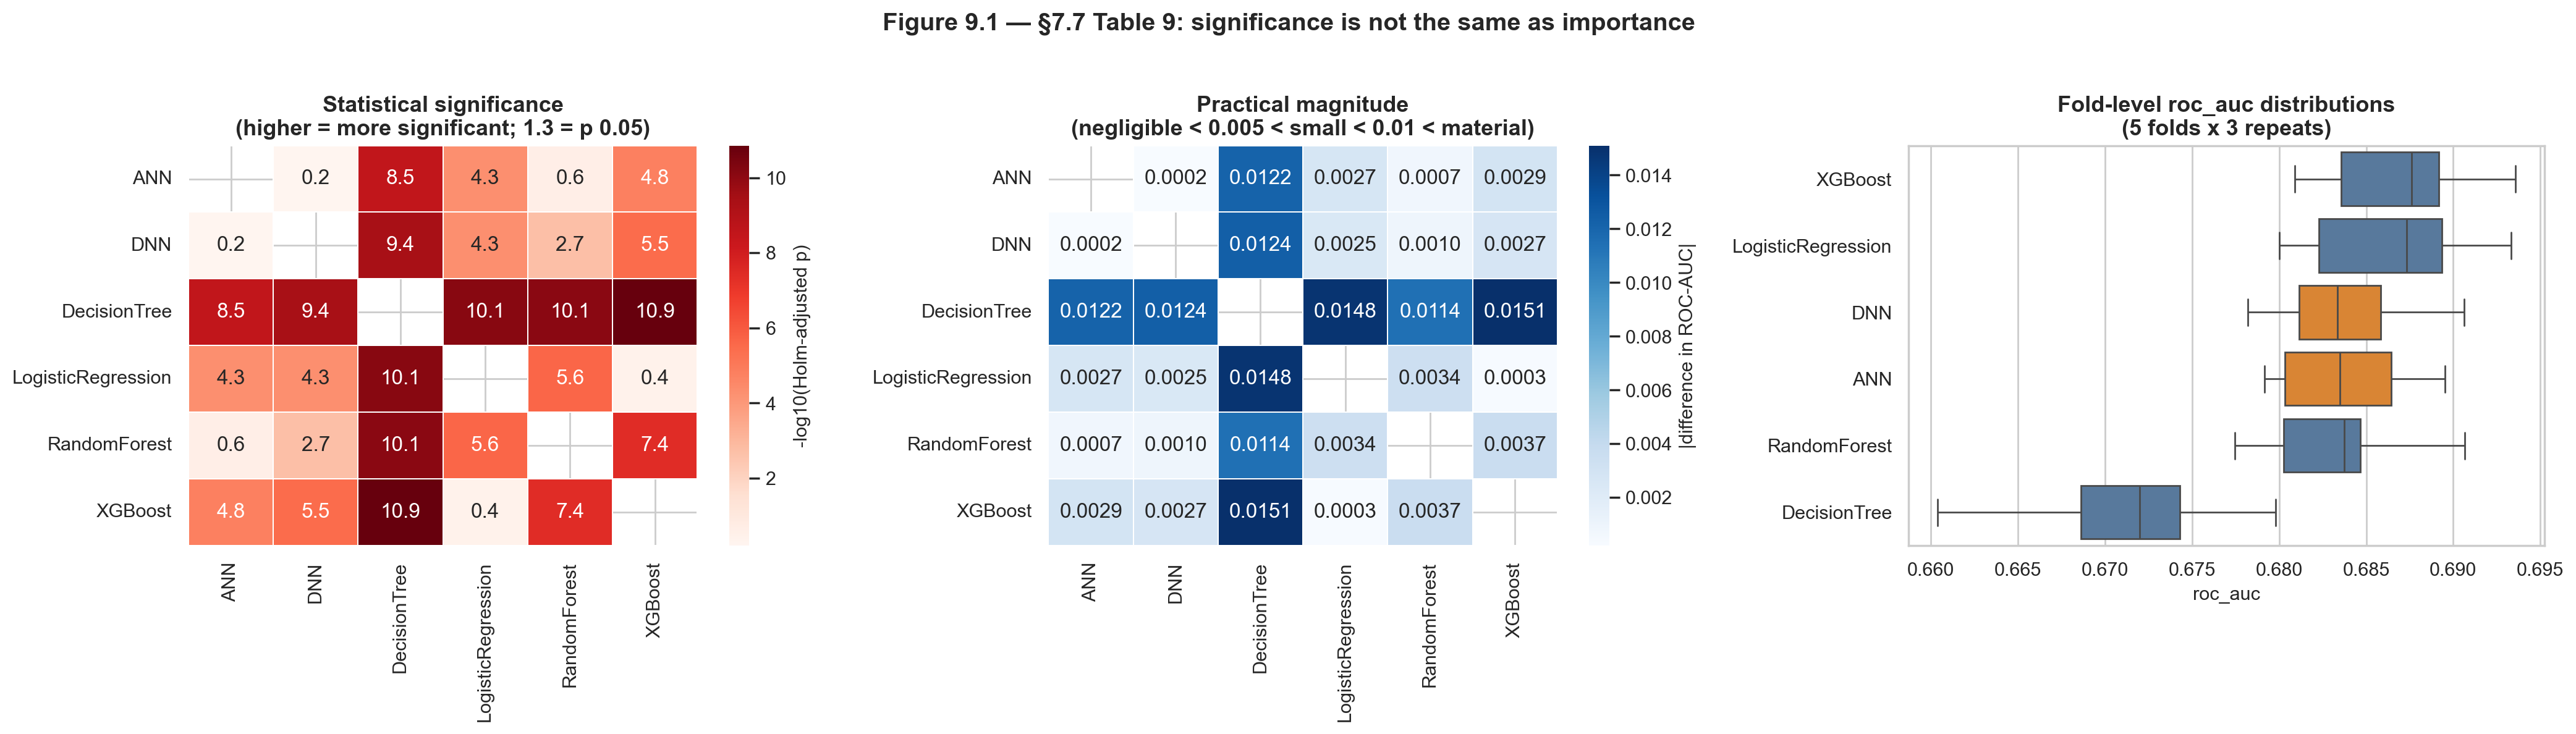 Figure 9.1 — §7.7 Table 9: significance is not the same as importance
Statistical significance
(higher = more significant; 1.3 = p 0.05)
ANN 0.2 8.5 4.3 0.6 4.8
DNN 0.2 9.4 4.3 2.7 5.5
DecisionTree 8.5 9.4 10.1 10.1 10.9
LogisticRegression 4.3 4.3 10.1 5.6 0.4
RandomForest 0.6 2.7 10.1 5.6 7.4
XGBoost 4.8 5.5 10.9 0.4 7.4
ANN DNN DecisionTree LogisticRegression RandomForest XGBoost
10
8
6
4
2
-log10(Holm-adjusted p)
Practical magnitude
(negligible < 0.005 < small < 0.01 < material)
ANN 0.0002 0.0122 0.0027 0.0007 0.0029
DNN 0.0002 0.0124 0.0025 0.0010 0.0027
DecisionTree 0.0122 0.0124 0.0148 0.0114 0.0151
LogisticRegression 0.0027 0.0025 0.0148 0.0034 0.0003
RandomForest 0.0007 0.0010 0.0114 0.0034 0.0037
XGBoost 0.0029 0.0027 0.0151 0.0003 0.0037
ANN DNN DecisionTree LogisticRegression RandomForest XGBoost
0.014
0.012
0.010
0.008
0.006
0.004
0.002
|difference in ROC-AUC|
Fold-level roc_auc distributions
(5 folds x 3 repeats)
XGBoost
LogisticRegression
DNN
ANN
RandomForest
DecisionTree
0.660 0.665 0.670 0.675 0.680 0.685 0.690 0.695
roc_auc